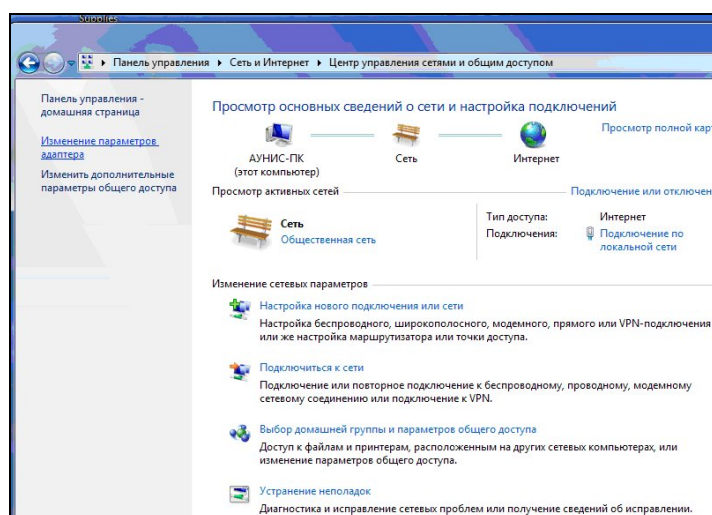 Supplies
Панель управления ▸ Сеть и Интернет ▸ Центр управления сетями и общим доступом
Панель управления -
домашняя страница
Изменение параметров
адаптера
Изменить дополнительные
параметры общего доступа
Просмотр основных сведений о сети и настройка подключений
Просмотр полной кар
АУНИС-ПК
(этот компьютер)
Сеть
Интернет
Просмотр активных сетей
Подключение или отключен
Сеть
Общественная сеть
Тип доступа: Интернет
Подключения: Подключение по
локальной сети
Изменение сетевых параметров
Настройка нового подключения или сети
Настройка беспроводного, широкополосного, модемного, прямого или VPN-подключения
или же настройка маршрутизатора или точки доступа.
Подключиться к сети
Подключение или повторное подключение к беспроводному, проводному, модемному
сетевому соединению или подключение к VPN.
Выбор домашней группы и параметров общего доступа
Доступ к файлам и принтерам, расположенным на других сетевых компьютерах, или
изменение параметров общего доступа.
Устранение неполадок
Диагностика и исправление сетевых проблем или получение сведений об исправлении.